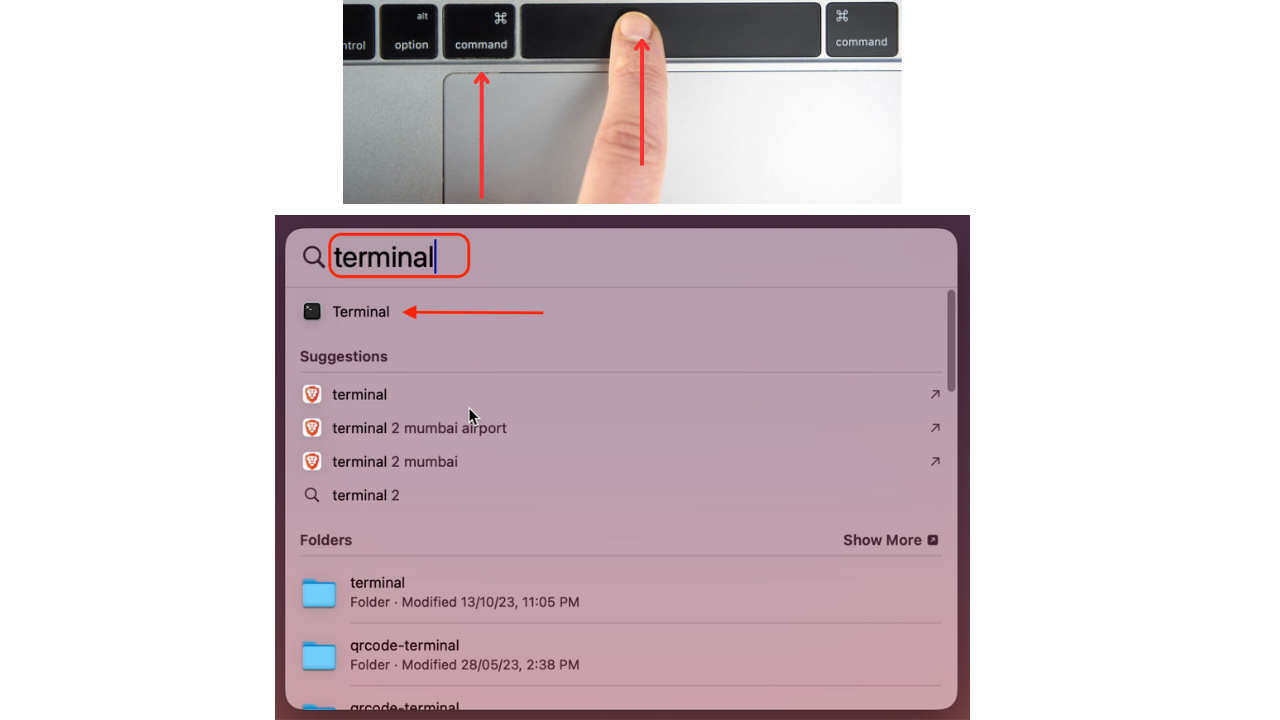 alt
⌘
⌘
ntrol
option
command
command
terminal
Terminal
Suggestions
terminal
terminal 2 mumbai airport
terminal 2 mumbai
terminal 2
Folders
Show More
terminal
Folder · Modified 13/10/23, 11:05 PM
qrcode-terminal
Folder · Modified 28/05/23, 2:38 PM
qrcode-terminal